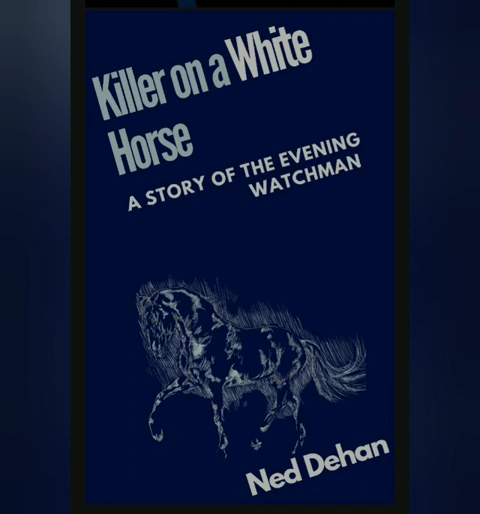 Killer on a White
Horse
A STORY OF THE EVENING
WATCHMAN
Ned Dehan